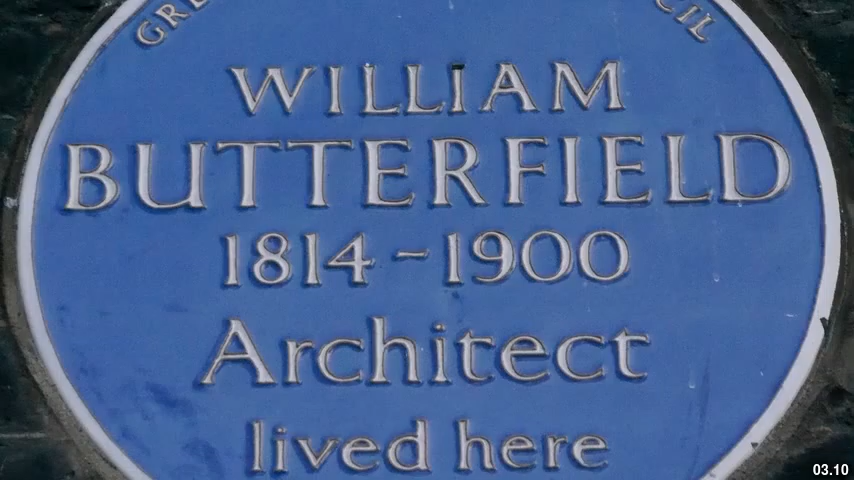 WILLIAM
BUTTERFIELD
1814-1900
Architect
lived here
03.10